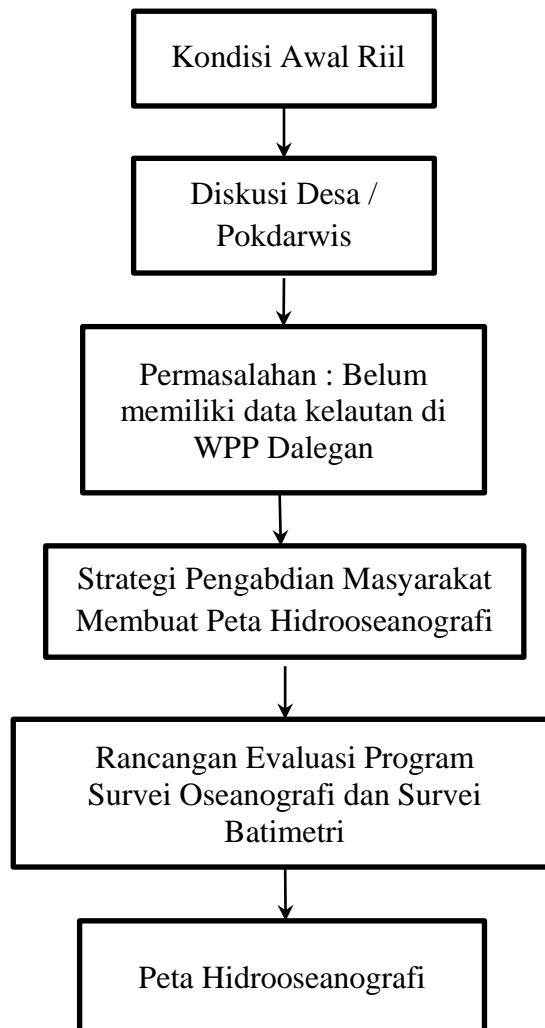 Kondisi Awal Riil
Diskusi Desa /
Pokdarwis
Permasalahan : Belum
memiliki data kelautan di
WPP Dalegan
Strategi Pengabdian Masyarakat
Membuat Peta Hidrooseanografi
Rancangan Evaluasi Program
Survei Oseanografi dan Survei
Batimetri
Peta Hidrooseanografi